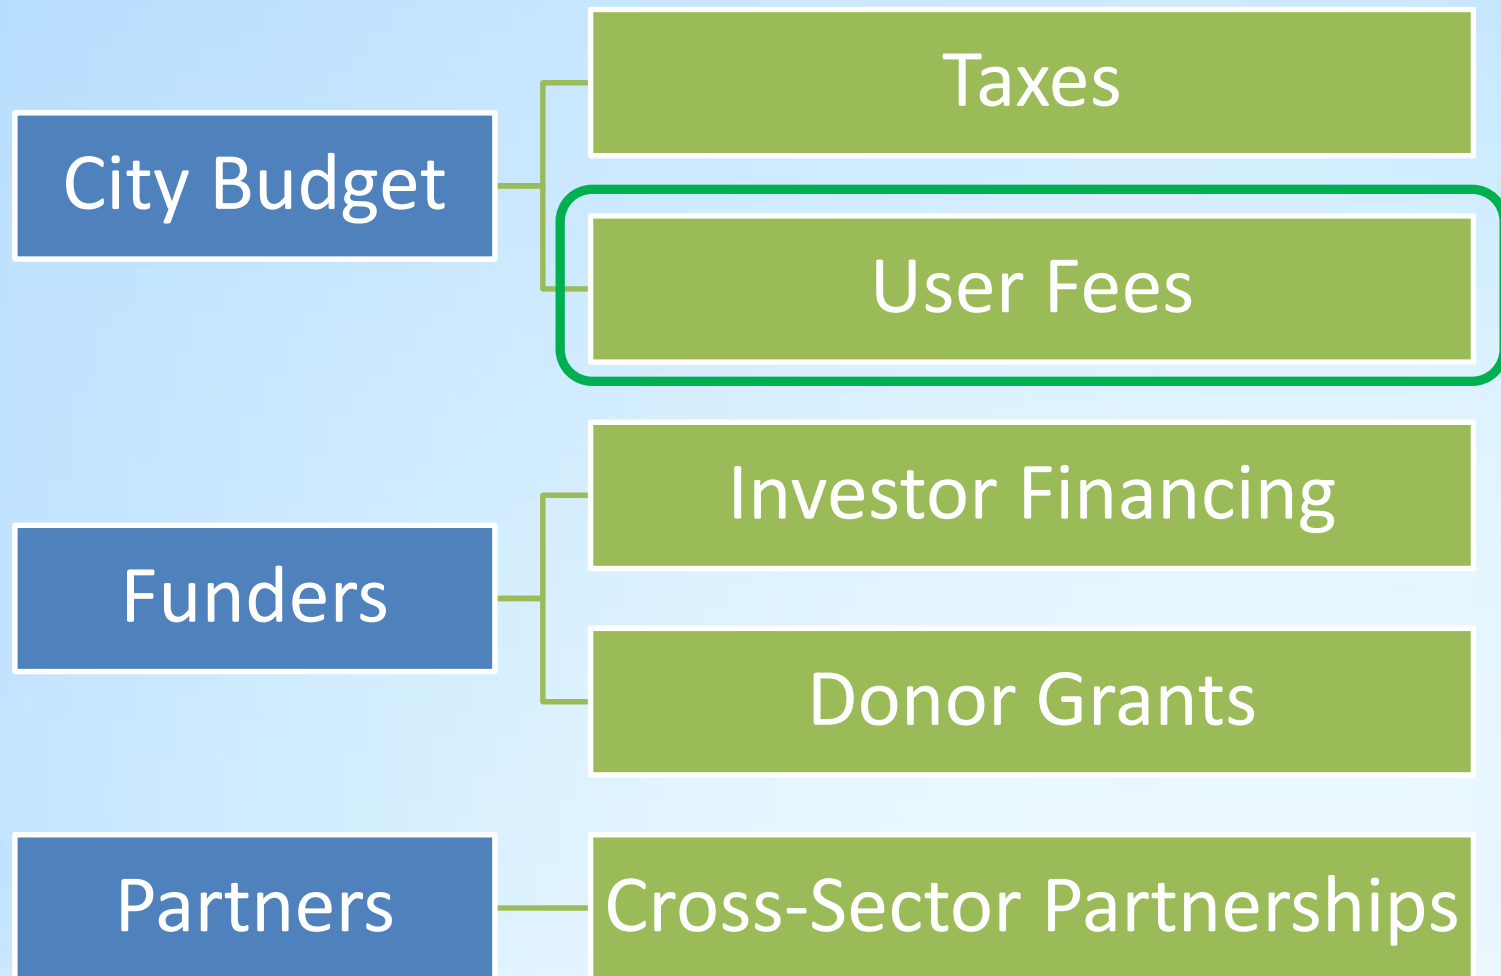 City Budget
Taxes
User Fees
Funders
Investor Financing
Donor Grants
Partners
Cross-Sector Partnerships